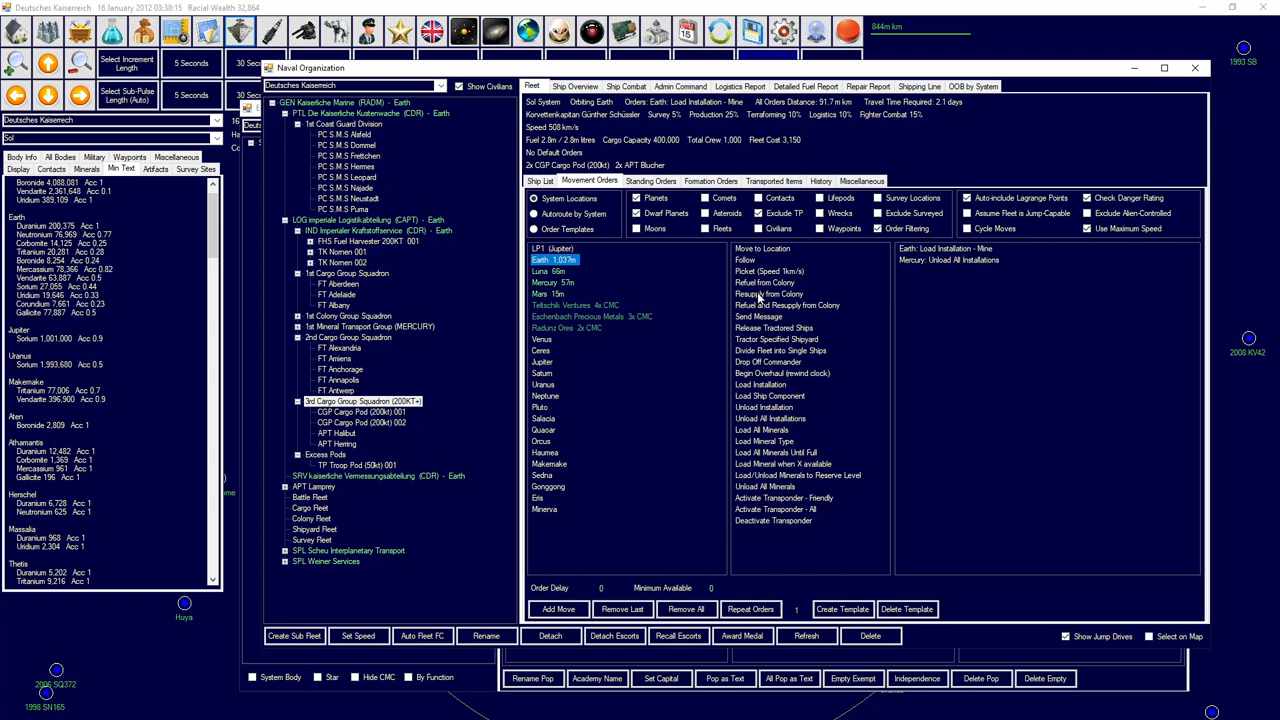 Deutsches Kaiserreich   16 January 2012 03:38:15   Racial Wealth 32,864
844m km
1993 SB
Select Increment Length
5 Seconds
30 Sec
Select Sub-Pulse Length (Auto)
5 Seconds
30 Sec
Deutsches Kaiserreich
Sol
Body Info   All Bodies   Military   Waypoints   Miscellaneous
Display   Contacts   Minerals   Min Text   Artifacts   Survey Sites
Boronide 4,088,081   Acc 1
Vendarite 2,361,648   Acc 0.1
Uridium 389,109   Acc 1
Earth
Duranium 200,375   Acc 1
Neutronium 76,969   Acc 0.77
Corbomite 14,125   Acc 0.25
Tritanium 20,281   Acc 0.28
Boronide 8,254   Acc 0.24
Mercassium 78,366   Acc 0.82
Vendarite 63,887   Acc 0.51
Sorium 27,055   Acc 0.44
Uridium 19,646   Acc 0.33
Corundium 7,661   Acc 0.21
Gallicite 77,887   Acc 0.5
Jupiter
Sorium 1,001,000   Acc 0.9
Uranus
Sorium 1,993,680   Acc 0.5
Makemake
Tritanium 77,006   Acc 0.7
Vendarite 396,900   Acc 0.9
Aten
Boronide 2,809   Acc 1
Athamantis
Duranium 12,482   Acc 1
Corbomite 1,369   Acc 1
Mercassium 961   Acc 1
Gallicite 196   Acc 1
Herschel
Duranium 6,728   Acc 1
Neutronium 625   Acc 1
Massalia
Duranium 968   Acc 1
Uridium 2,304   Acc 1
Thetis
Duranium 5,202   Acc 1
Tritanium 9,216   Acc 1
Huya
2006 SQ372
1998 SN165
2008 KV42
Naval Organization
Deutsches Kaiserreich
Show Civilians
GEN Kaiserliche Marine (RADM) - Earth
PTL Die Kaiserliche Kustenwache (CDR) - Earth
1st Coast Guard Division
PC S.M.S Alsfeld
PC S.M.S Dommel
PC S.M.S Frettchen
PC S.M.S Hermes
PC S.M.S Leopard
PC S.M.S Najade
PC S.M.S Neustadt
PC S.M.S Puma
LOG imperiale Logistikabteilung (CAPT) - Earth
IND Imperialer Kraftstoffservice (CDR) - Earth
FHS Fuel Harvester 200KT  001
TK Nomen 001
TK Nomen 002
1st Cargo Group Squadron
FT Aberdeen
FT Adelaide
FT Albany
1st Colony Group Squadron
1st Mineral Transport Group (MERCURY)
2nd Cargo Group Squadron
FT Alexandria
FT Amiens
FT Anchorage
FT Annapolis
FT Antwerp
3rd Cargo Group Squadron (200KT+)
CGP Cargo Pod (200kt) 001
CGP Cargo Pod (200kt) 002
APT Halibut
APT Herring
Excess Pods
TP Troop Pod (50kt) 001
SRV kaiserliche Vermessungsabteilung (CDR) - Earth
APT Lamprey
Battle Fleet
Cargo Fleet
Colony Fleet
Shipyard Fleet
Survey Fleet
SPL Scheu Interplanetary Transport
SPL Weiner Services
Fleet   Ship Overview   Ship Combat   Admin Command   Logistics Report   Detailed Fuel Report   Repair Report   Shipping Line   OOB by System
Sol System   Orbiting Earth   Orders: Earth: Load Installation - Mine   All Orders Distance: 91.7m km   Travel Time Required: 2.1 days
Korvettenkapitan Günther Schüssler   Survey 5%   Production 25%   Terraforming 10%   Logistics 10%   Fighter Combat 15%
Speed 508 km/s
Fuel 2.8m / 2.8m litres   Cargo Capacity 400,000   Total Crew 1,000   Fleet Cost 3,150
No Default Orders
2x CGP Cargo Pod (200kt)   2x APT Blucher
Ship List   Movement Orders   Standing Orders   Formation Orders   Transported Items   History   Miscellaneous
System Locations
Autoroute by System
Order Templates
Planets   Comets   Contacts   Lifepods   Survey Locations
Dwarf Planets   Asteroids   Exclude TP   Wrecks   Exclude Surveyed
Moons   Fleets   Civilians   Waypoints   Order Filtering
Auto-include Lagrange Points   Check Danger Rating
Assume Fleet is Jump-Capable   Exclude Alien-Controlled
Cycle Moves   Use Maximum Speed
LP1 (Jupiter)
Earth  1.037m
Luna  66m
Mercury  57m
Mars  15m
Teltschik Ventures  4x CMC
Eschenbach Precious Metals  3x CMC
Radunz Ores  2x CMC
Venus
Ceres
Jupiter
Saturn
Uranus
Neptune
Pluto
Salacia
Quaoar
Orcus
Haumea
Makemake
Sedna
Gonggong
Eris
Minerva
Move to Location
Follow
Picket (Speed 1km/s)
Refuel from Colony
Resupply from Colony
Refuel and Resupply from Colony
Send Message
Release Tractored Ships
Tractor Specified Shipyard
Divide Fleet into Single Ships
Drop Off Commander
Begin Overhaul (rewind clock)
Load Installation
Load Ship Component
Unload Installation
Unload All Installations
Load All Minerals
Load Mineral Type
Load All Minerals Until Full
Load Mineral when X available
Load/Unload Minerals to Reserve Level
Unload All Minerals
Activate Transponder - Friendly
Activate Transponder - All
Deactivate Transponder
Earth: Load Installation - Mine
Mercury: Unload All Installations
Order Delay   0   Minimum Available   0
Add Move   Remove Last   Remove All   Repeat Orders   1   Create Template   Delete Template
Create Sub Fleet   Set Speed   Auto Fleet FC   Rename   Detach   Detach Escorts   Recall Escorts   Award Medal   Refresh   Delete   Show Jump Drives   Select on Map
System Body   Star   Hide CMC   By Function   Rename Pop   Academy Name   Set Capital   Pop as Text   All Pop as Text   Empty Exempt   Independence   Delete Pop   Delete Empty